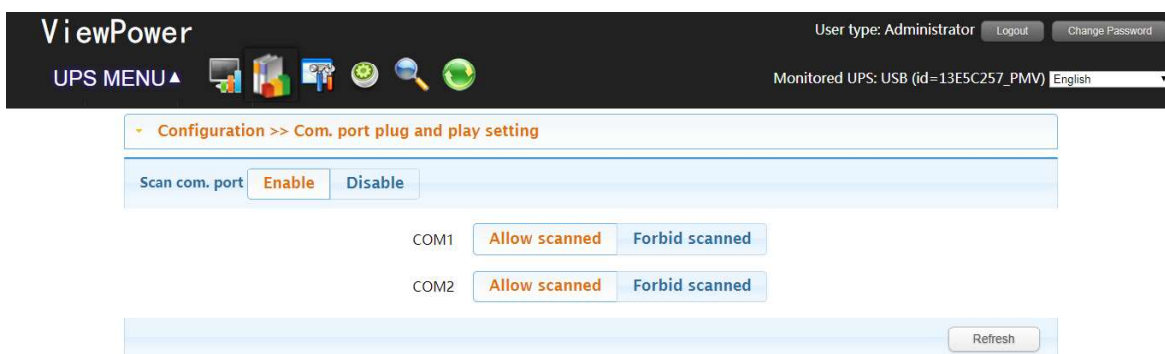 ViewPower
User type: Administrator Logout Change Password
UPS MENU▲
Monitored UPS: USB (id=13E5C257_PMV) English
Configuration >> Com. port plug and play setting
Scan com. port Enable Disable
COM1 Allow scanned Forbid scanned
COM2 Allow scanned Forbid scanned
Refresh